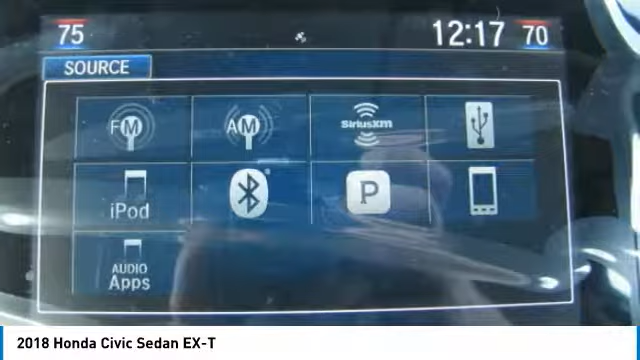 75
12:17 70
SOURCE
FM
AM
SiriusXM
iPod
P
AUDIO
Apps
2018 Honda Civic Sedan EX-T